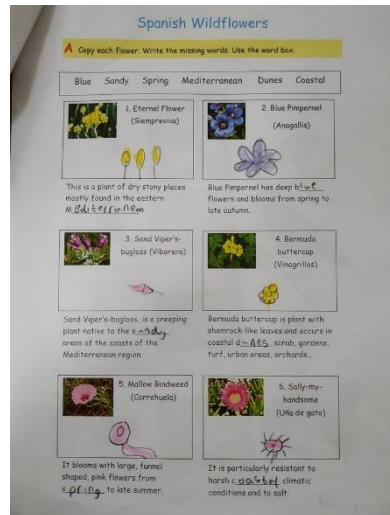 Spanish Wildflowers
A Copy each flower. Write the missing words. Use the word box.
Blue Sandy Spring Mediterranean Dunes Coastal
1. Eternal Flower
(Siempreviva)
This is a plant of dry stony places
mostly found in the eastern
Mediterranean
2. Blue Pimpernel
(Anagallis)
Blue Pimpernel has deep blue
flowers and blooms from spring to
late autumn.
3. Sand Viper's-
bugloss (Viborera)
Sand Viper's-bugloss, is a creeping
plant native to the sandy
areas of the coasts of the
Mediterranean region.
4. Bermuda
buttercup
(Vinagrillos)
Bermuda buttercup is plant with
shamrock-like leaves and occurs in
coastal dunes, scrub, gardens,
turf, urban areas, orchards..
5. Mallow Bindweed
(Correhuela)
It blooms with large, funnel
shaped, pink flowers from
spring to late summer.
6. Sally-my-
handsome
(Uña de gato)
It is particularly resistant to
harsh coastal climatic
conditions and to salt.